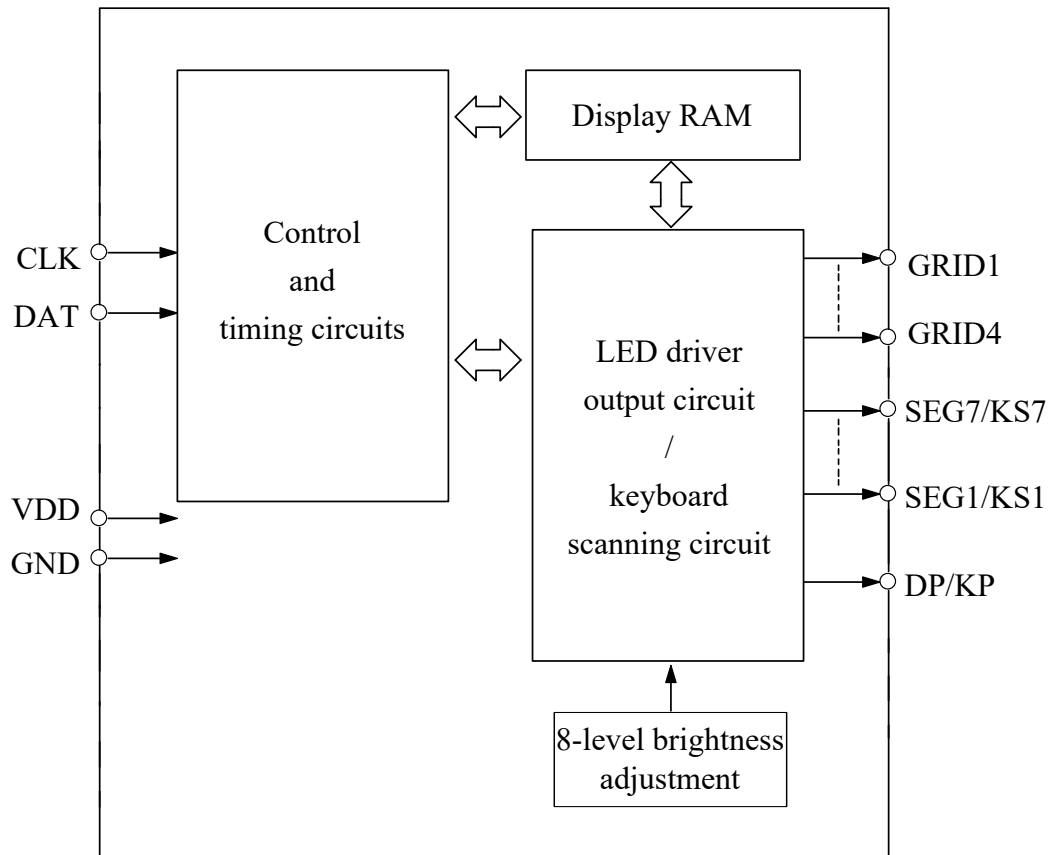 Display RAM
Control
and
timing circuits
CLK
DAT
VDD
GND
LED driver
output circuit
/
keyboard
scanning circuit
GRID1
GRID4
SEG7/KS7
SEG1/KS1
DP/KP
8-level brightness
adjustment